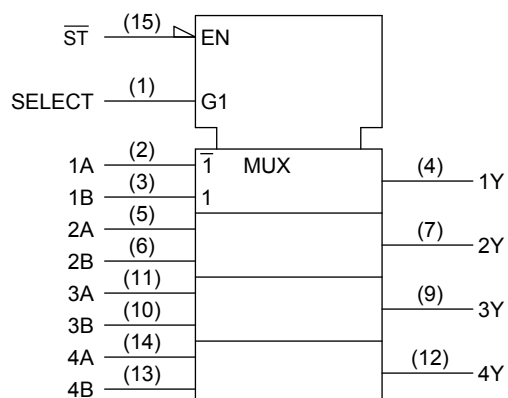 S̅T̅ (15) EN
SELECT (1) G1
1A (2) 1̅ MUX (4) 1Y
1B (3) 1
2A (5) (7) 2Y
2B (6)
3A (11) (9) 3Y
3B (10)
4A (14) (12) 4Y
4B (13)